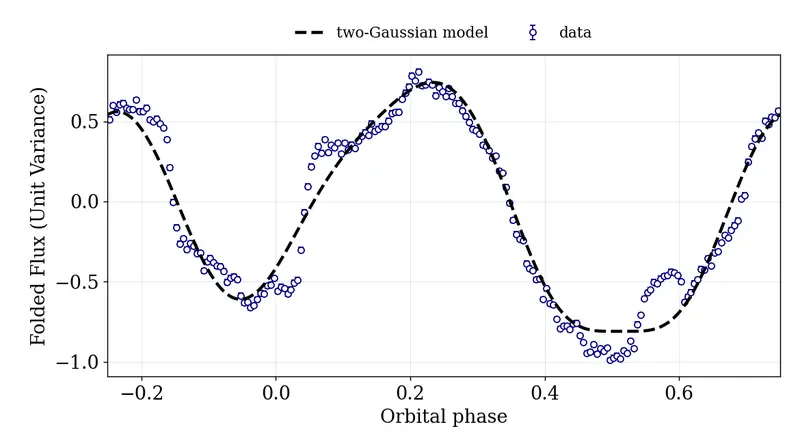 two-Gaussian model
data
Folded Flux (Unit Variance)
0.5
0.0
−0.5
−1.0
−0.2
0.0
0.2
0.4
0.6
Orbital phase